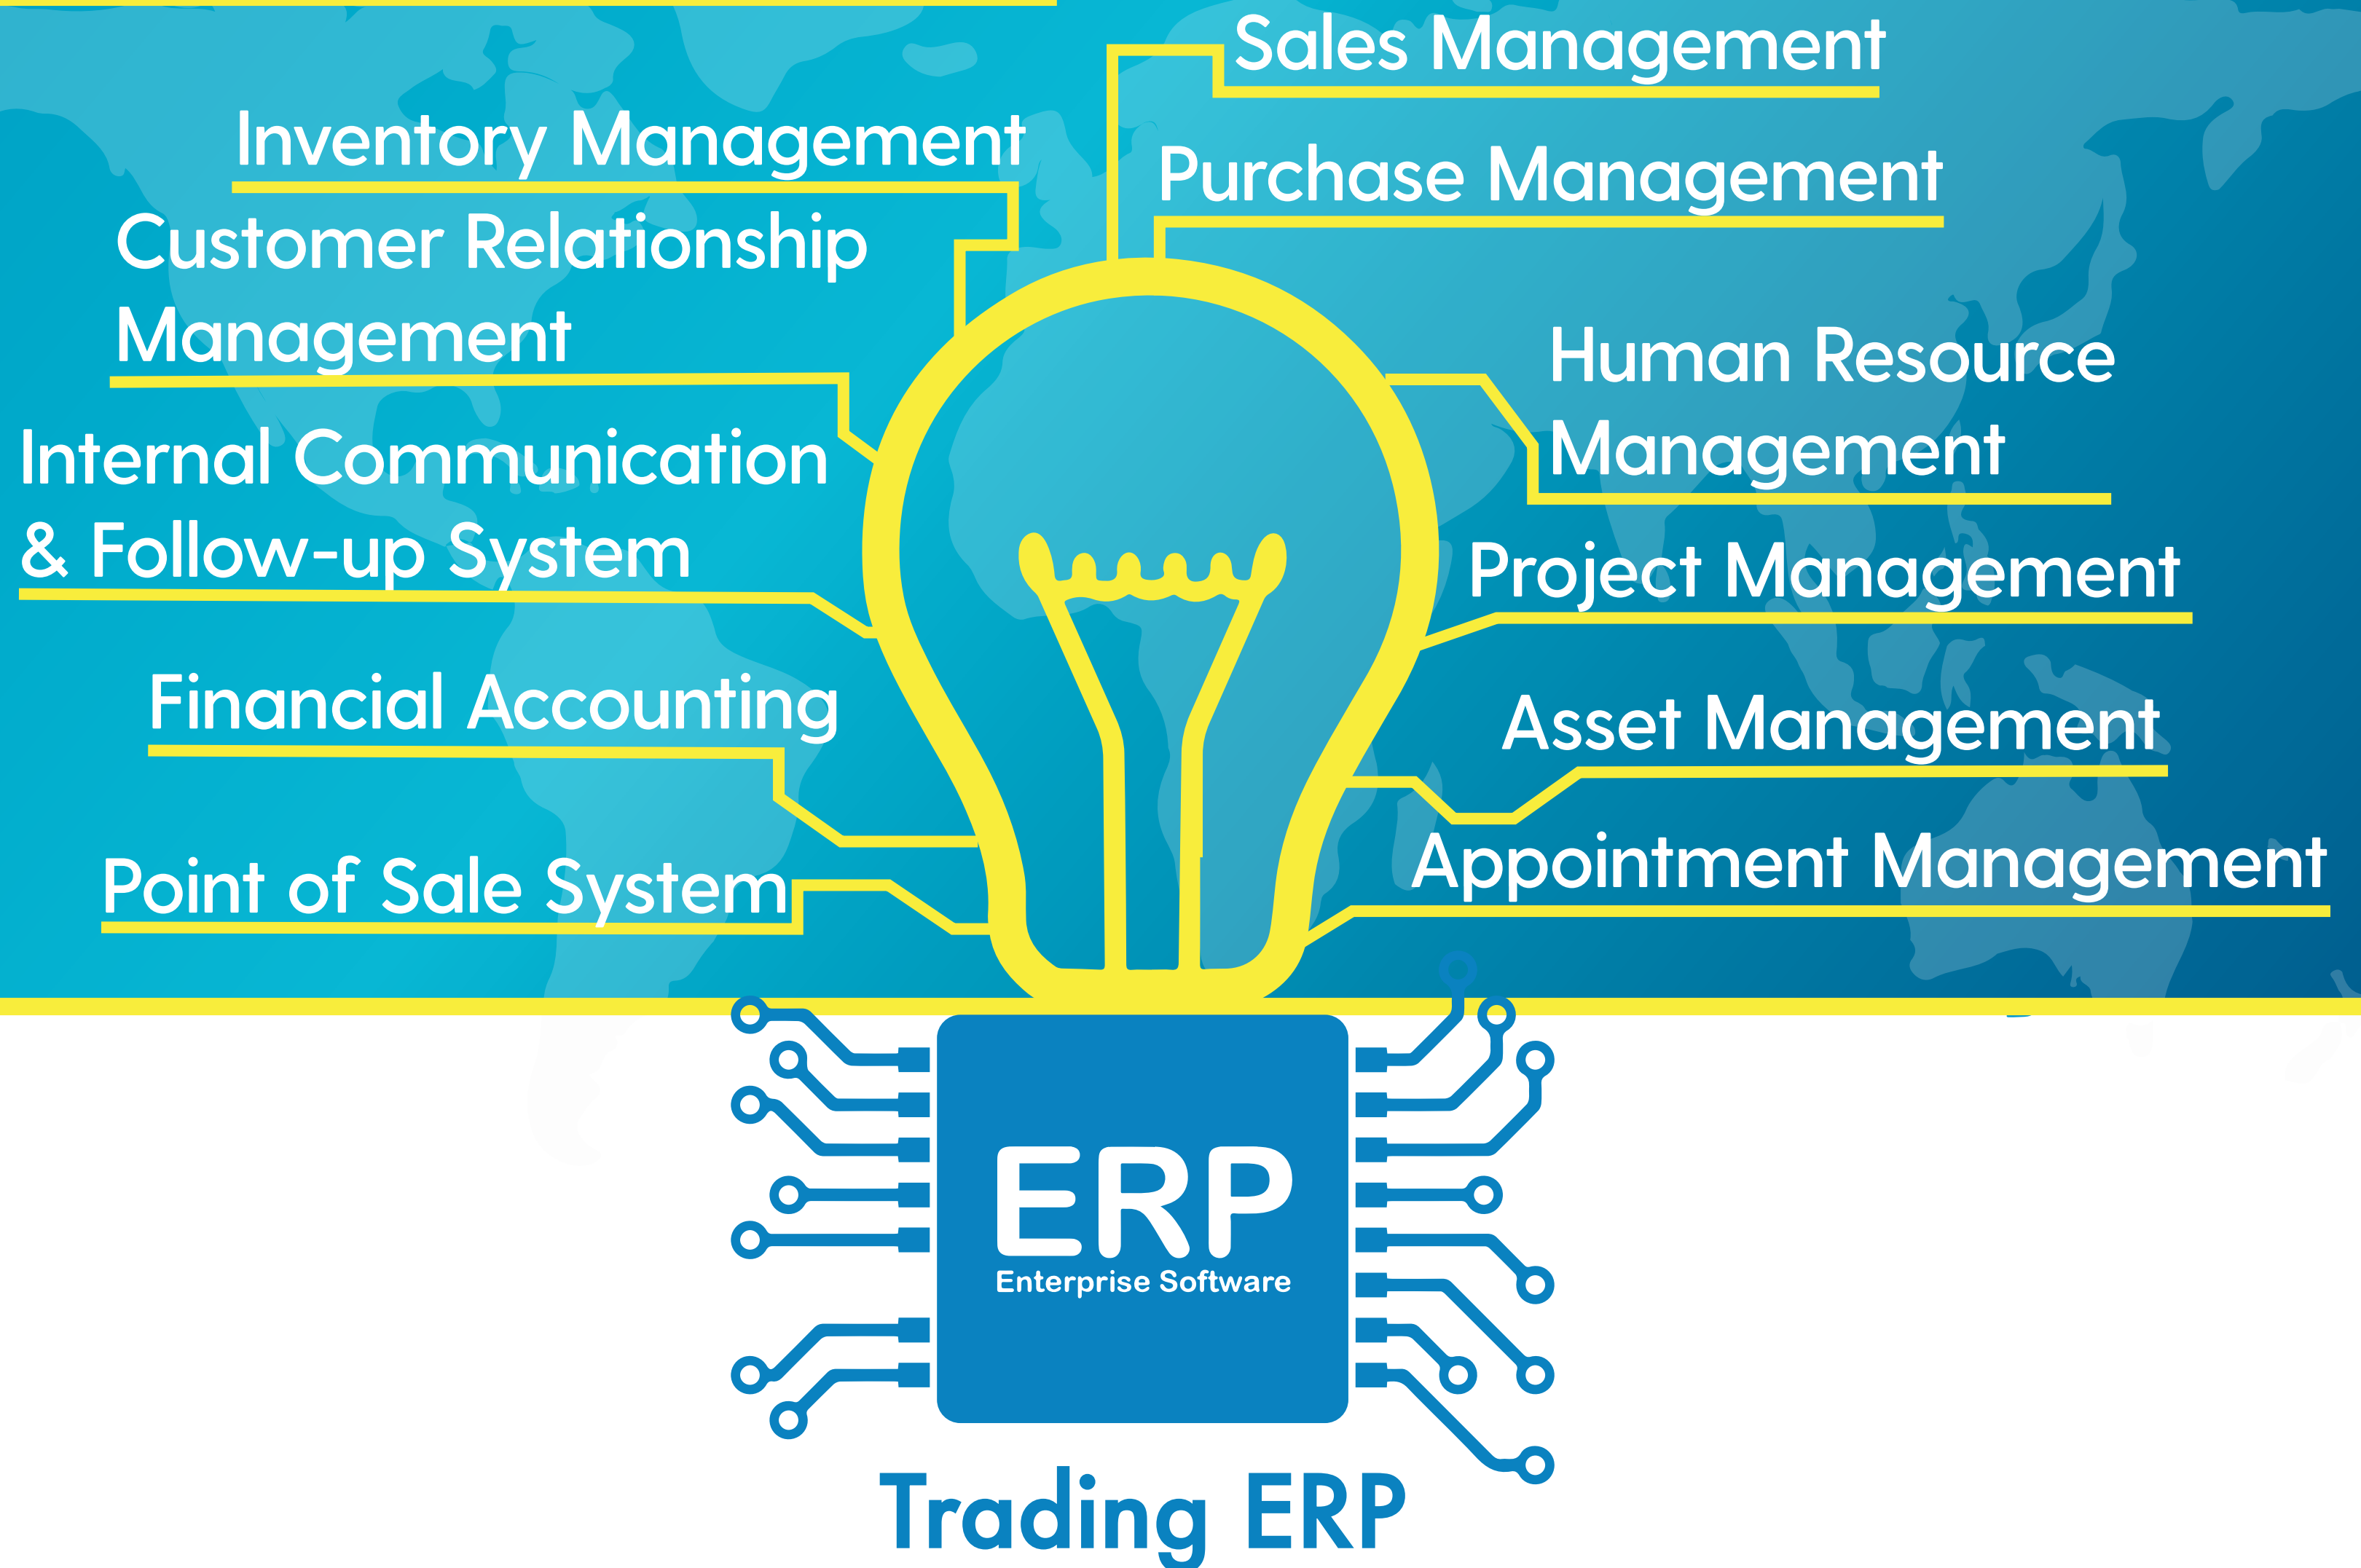 Sales Management
Inventory Management
Purchase Management
Customer Relationship
Management
Human Resource
Management
Internal Communication
& Follow-up System
Project Management
Financial Accounting
Asset Management
Point of Sale System
Appointment Management
ERP
Enterprise Software
Trading ERP